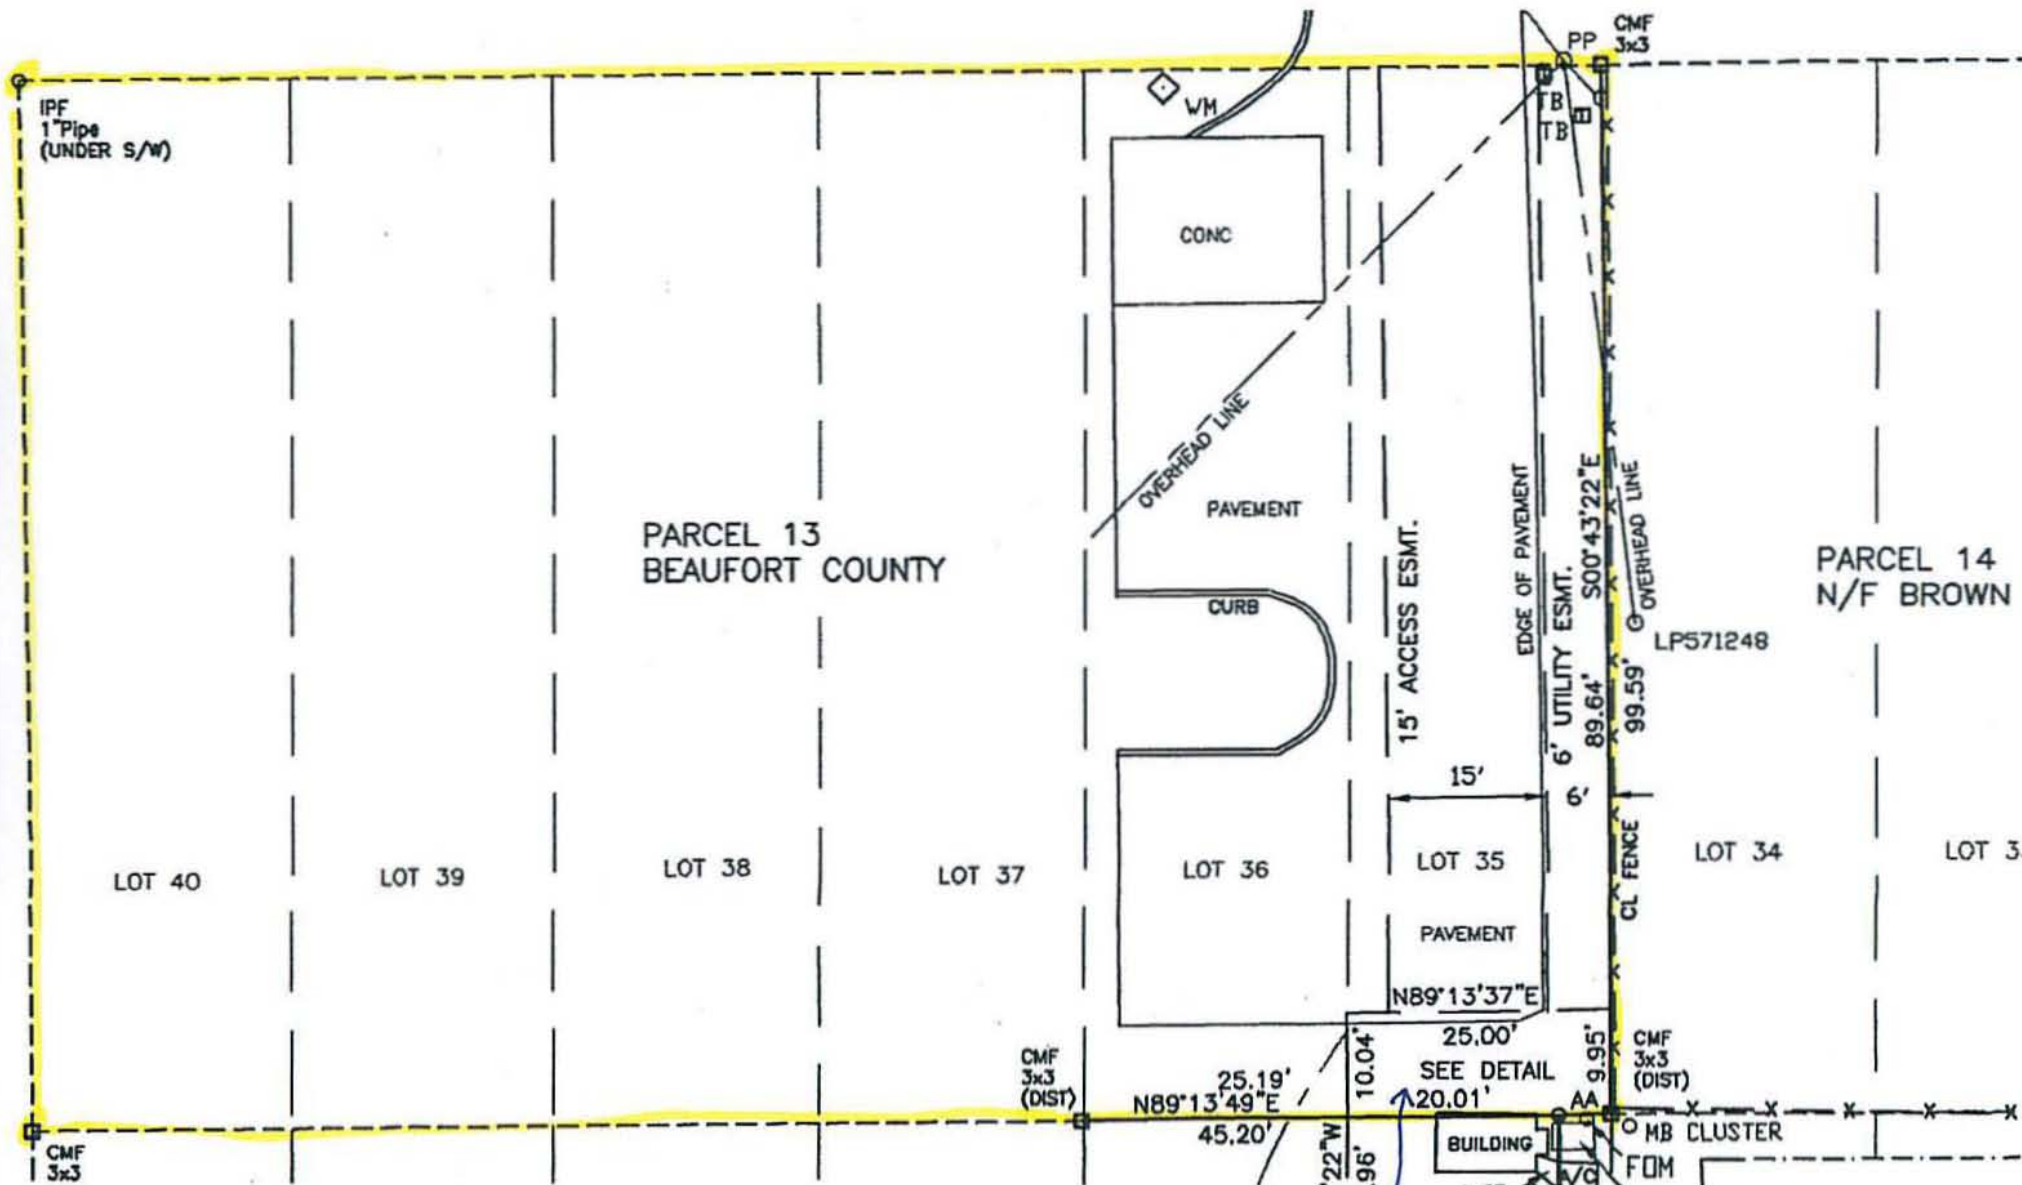 IPF
1"Pipe
(UNDER S/W)
WM
PP
CMF
3x3
TB
TB
CONC
OVERHEAD LINE
PAVEMENT
CURB
PARCEL 13
BEAUFORT COUNTY
15' ACCESS ESMT.
EDGE OF PAVEMENT
6' UTILITY ESMT.
S00°43'22"E
89.64'
99.59'
OVERHEAD LINE
LP571248
PARCEL 14
N/F BROWN
15'
6'
CL FENCE
LOT 40
LOT 39
LOT 38
LOT 37
LOT 36
LOT 35
LOT 34
PAVEMENT
N89°13'37"E
25.00'
SEE DETAIL
10.04'
9.95'
CMF
3x3
(DIST)
CMF
3x3
(DIST)
25.19'
N89°13'49"E
45.20'
20.01'
AA
MB CLUSTER
BUILDING
FOM
A/C
22"W
96'
CMF
3x3